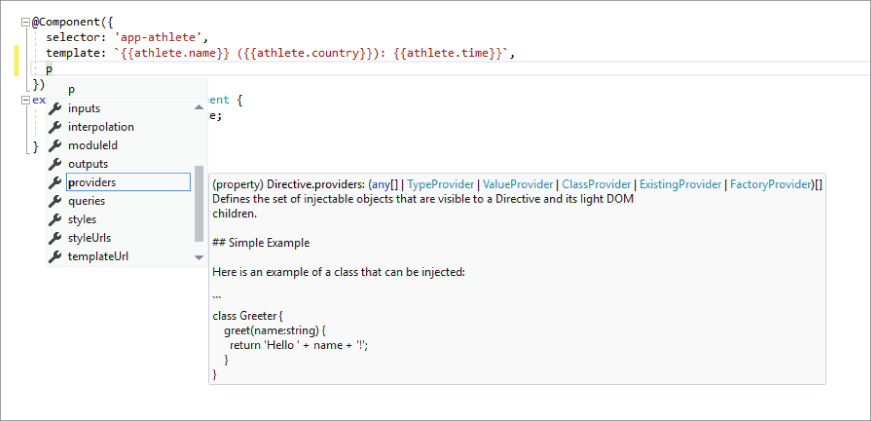 @Component({
selector: 'app-athlete',
template: `{{athlete.name}} ({{athlete.country}}): {{athlete.time}}`,
p
})
p
ex
ent {
inputs
e;
interpolation
moduleId
}
outputs
providers
queries
styles
styleUrls
templateUrl
(property) Directive.providers: (any[] | TypeProvider | ValueProvider | ClassProvider | ExistingProvider | FactoryProvider)[]
Defines the set of injectable objects that are visible to a Directive and its light DOM
children.
## Simple Example
Here is an example of a class that can be injected:
```
class Greeter {
greet(name:string) {
return 'Hello ' + name + '!';
}
}